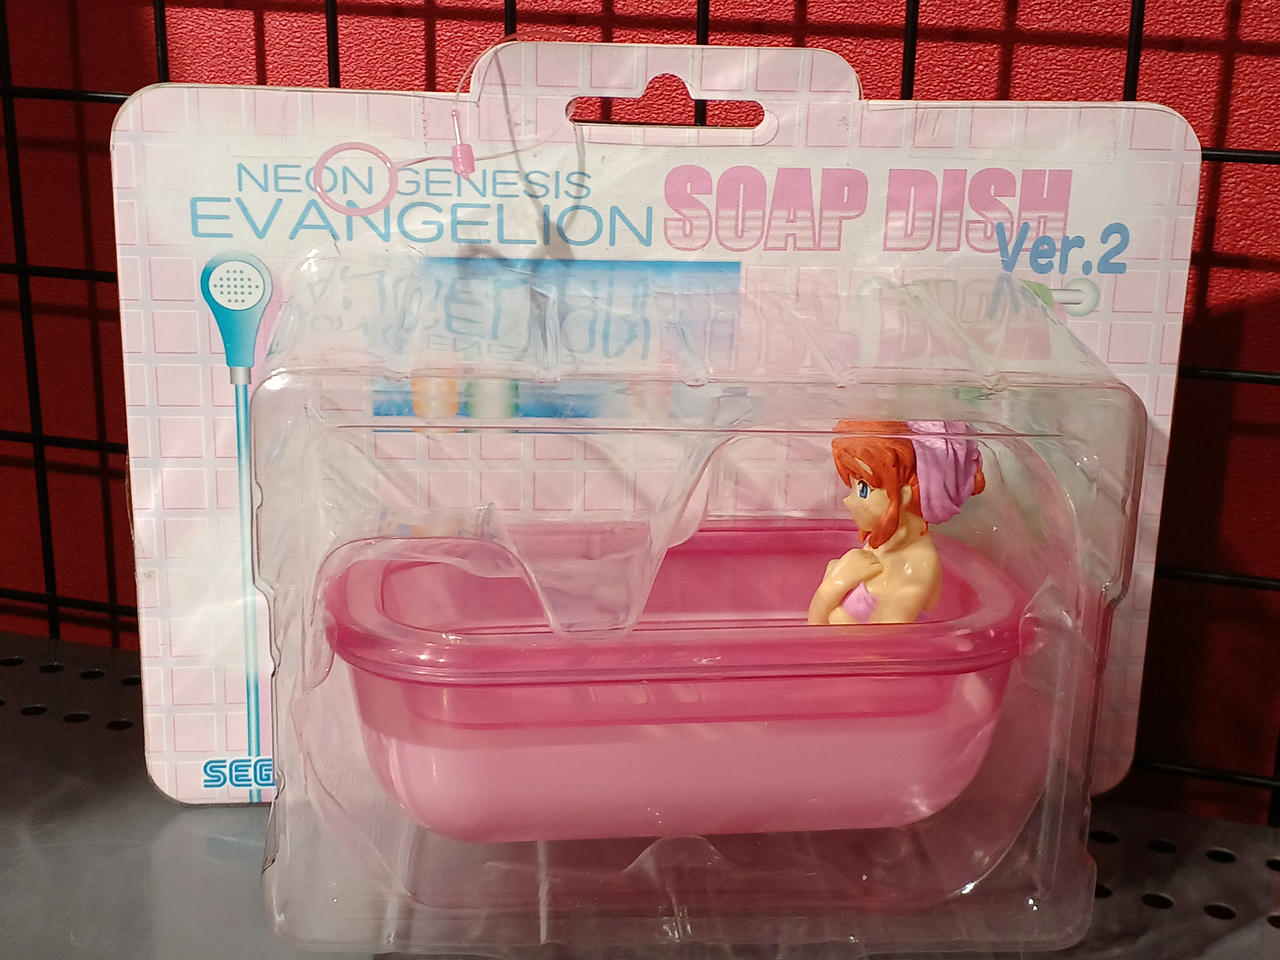 NEON GENESIS
EVANGELION
SOAP DISH
Ver.2
SEG